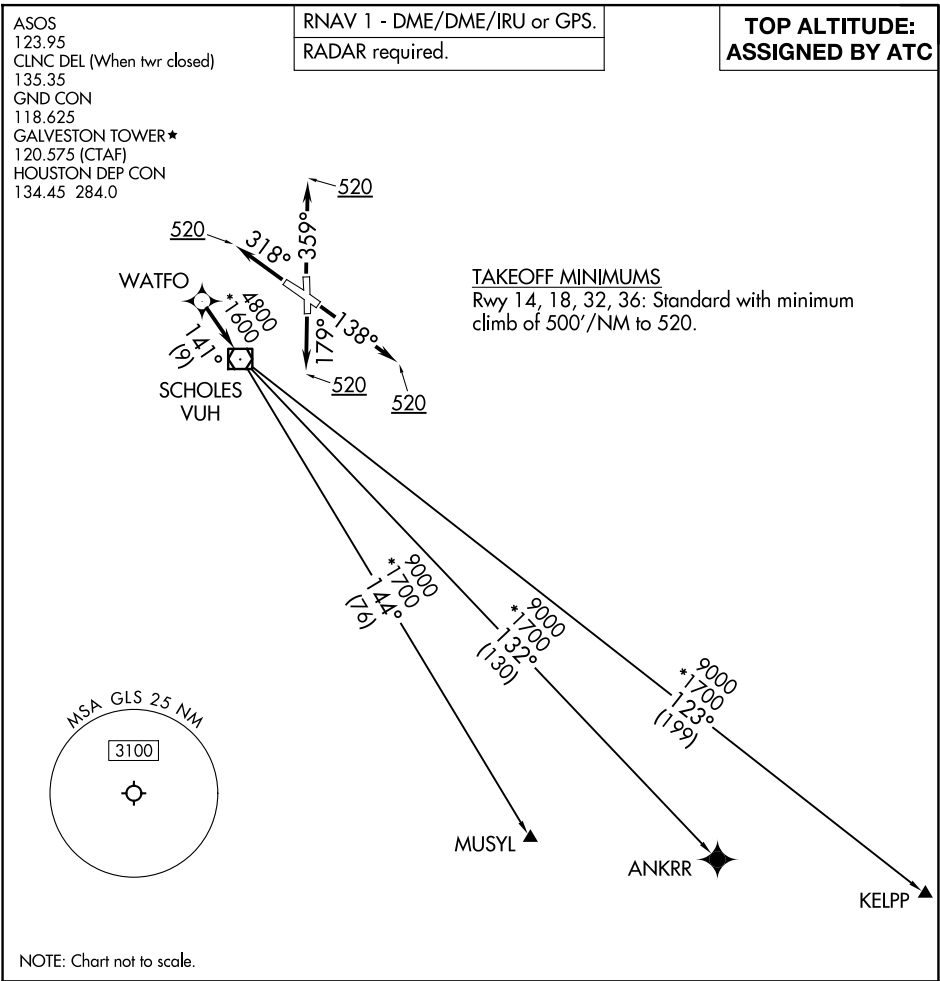 ASOS
123.95
CLNC DEL (When twr closed)
135.35
GND CON
118.625
GALVESTON TOWER★
120.575 (CTAF)
HOUSTON DEP CON
134.45 284.0
RNAV 1 - DME/DME/IRU or GPS.
RADAR required.
TOP ALTITUDE:
ASSIGNED BY ATC
520
520
318°
359°
WATFO
4800
*1600
141°
(9)
138°
179°
520
520
SCHOLES
VUH
TAKEOFF MINIMUMS
Rwy 14, 18, 32, 36: Standard with minimum
climb of 500'/NM to 520.
9000
*1700
144°
(76)
9000
*1700
132°
(130)
9000
*1700
123°
(199)
MSA GLS 25 NM
3100
MUSYL
ANKRR
KELPP
NOTE: Chart not to scale.